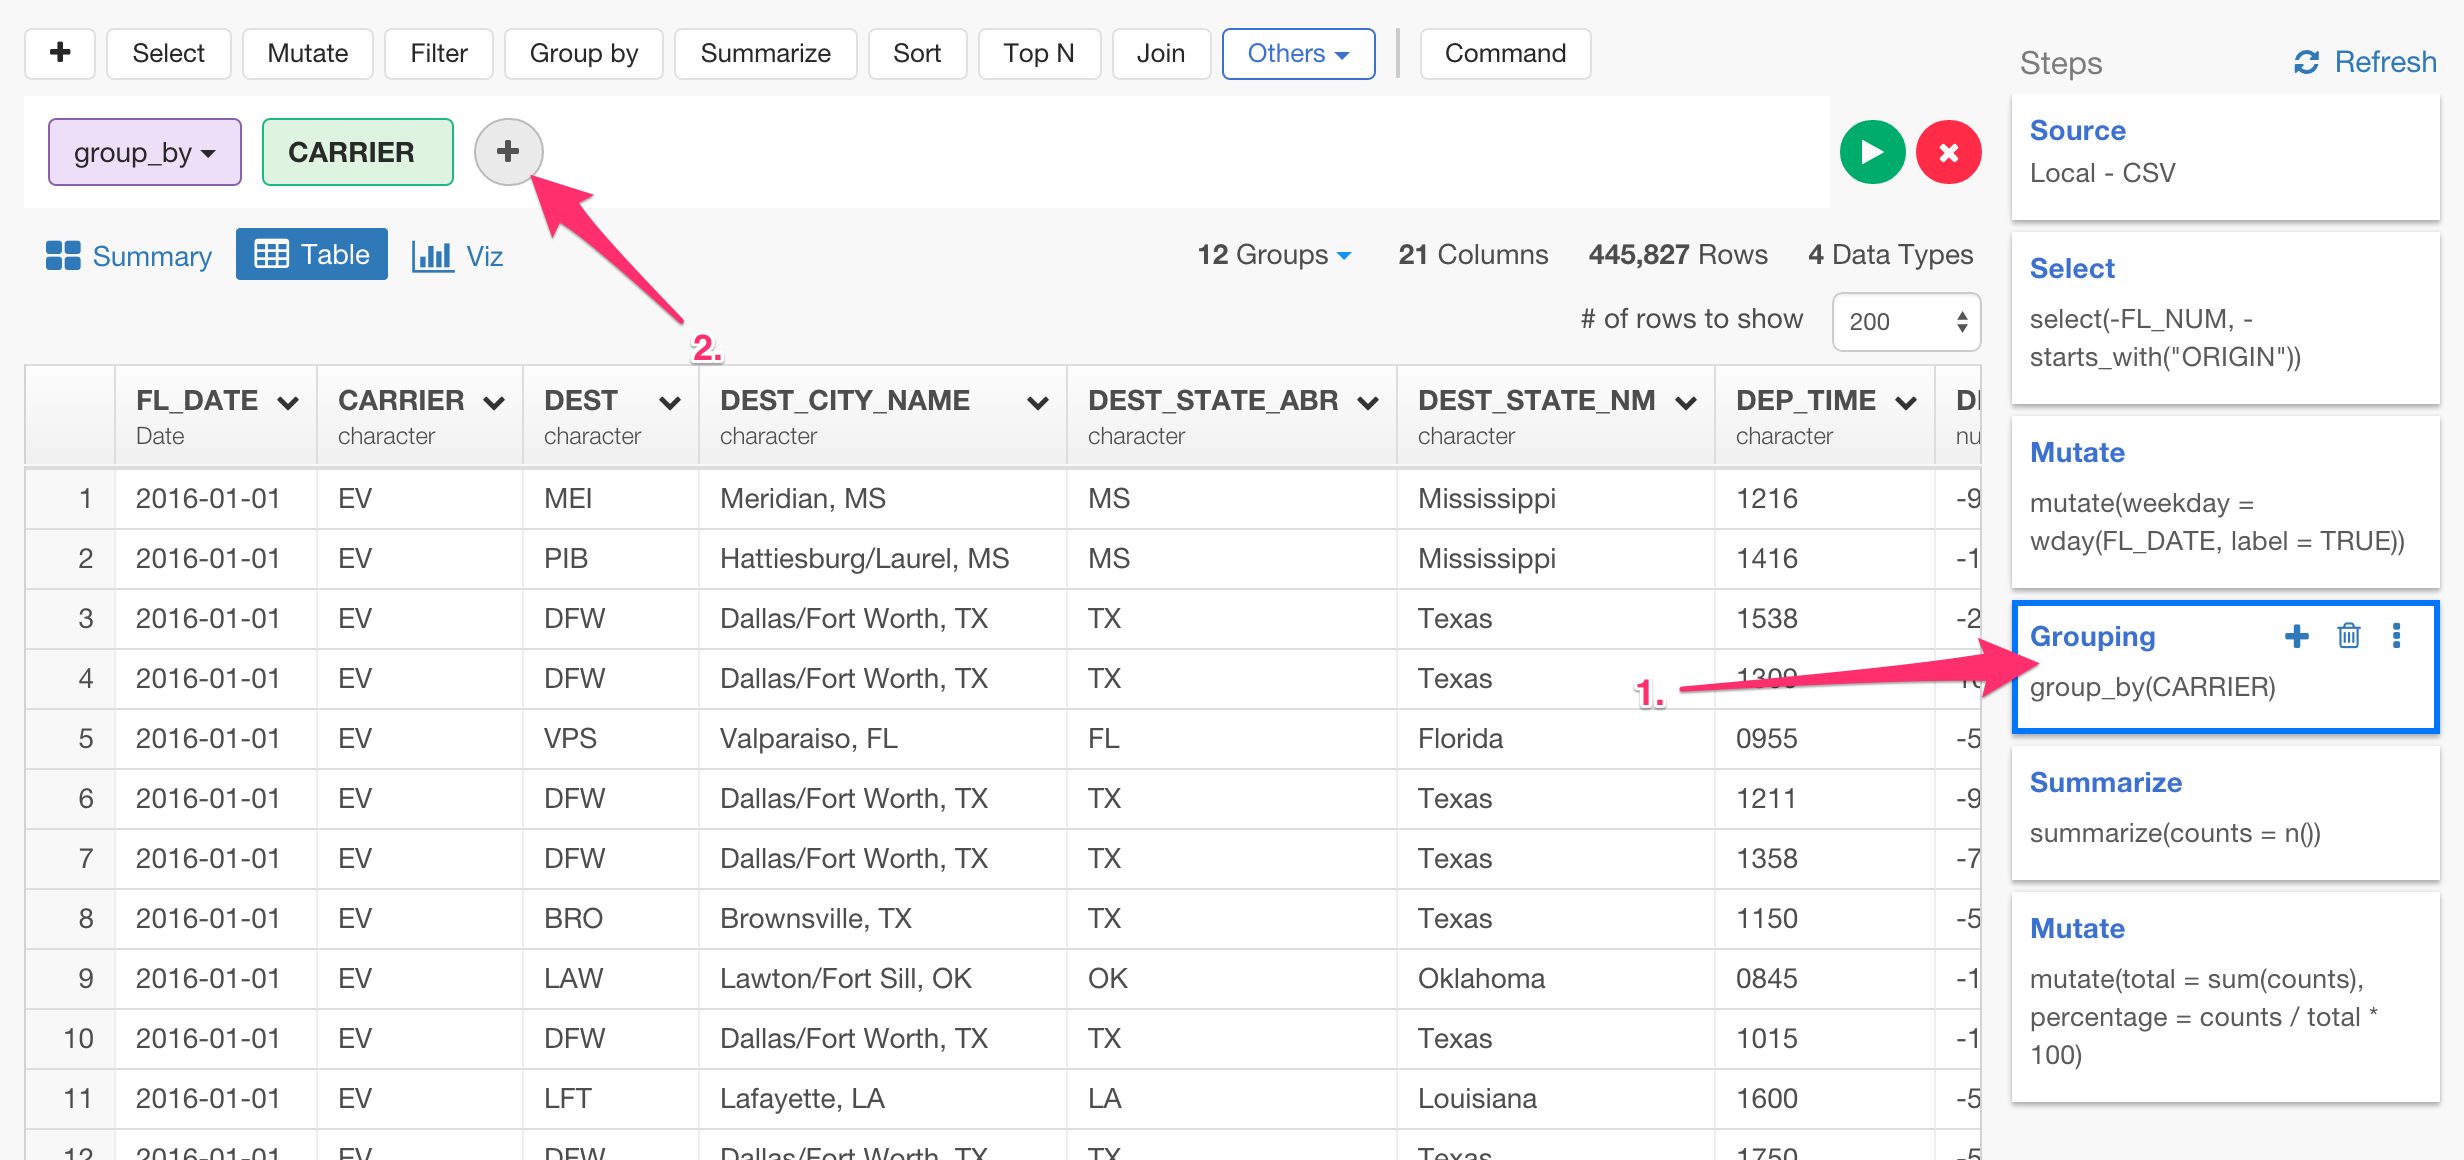 Select Mutate Filter Group by Summarize Sort Top N Join Others Command
Steps Refresh
group_by CARRIER
Summary Table Viz 12 Groups 21 Columns 445,827 Rows 4 Data Types
# of rows to show 200
2.
FL_DATE CARRIER DEST DEST_CITY_NAME DEST_STATE_ABR DEST_STATE_NM DEP_TIME
Date character character character character character character
1 2016-01-01 EV MEI Meridian, MS MS Mississippi 1216 -9
2 2016-01-01 EV PIB Hattiesburg/Laurel, MS MS Mississippi 1416 -1
3 2016-01-01 EV DFW Dallas/Fort Worth, TX TX Texas 1538 -2
4 2016-01-01 EV DFW Dallas/Fort Worth, TX TX Texas 1309
1.
5 2016-01-01 EV VPS Valparaiso, FL FL Florida 0955 -5
6 2016-01-01 EV DFW Dallas/Fort Worth, TX TX Texas 1211 -9
7 2016-01-01 EV DFW Dallas/Fort Worth, TX TX Texas 1358 -7
8 2016-01-01 EV BRO Brownsville, TX TX Texas 1150 -5
9 2016-01-01 EV LAW Lawton/Fort Sill, OK OK Oklahoma 0845 -1
10 2016-01-01 EV DFW Dallas/Fort Worth, TX TX Texas 1015 -1
11 2016-01-01 EV LFT Lafayette, LA LA Louisiana 1600 -5
12 2016-01-01 EV DFW Dallas/Fort Worth, TX TX Texas 1750 -5
Source
Local - CSV
Select
select(-FL_NUM, -
starts_with("ORIGIN"))
Mutate
mutate(weekday =
wday(FL_DATE, label = TRUE))
Grouping
group_by(CARRIER)
Summarize
summarize(counts = n())
Mutate
mutate(total = sum(counts),
percentage = counts / total *
100)